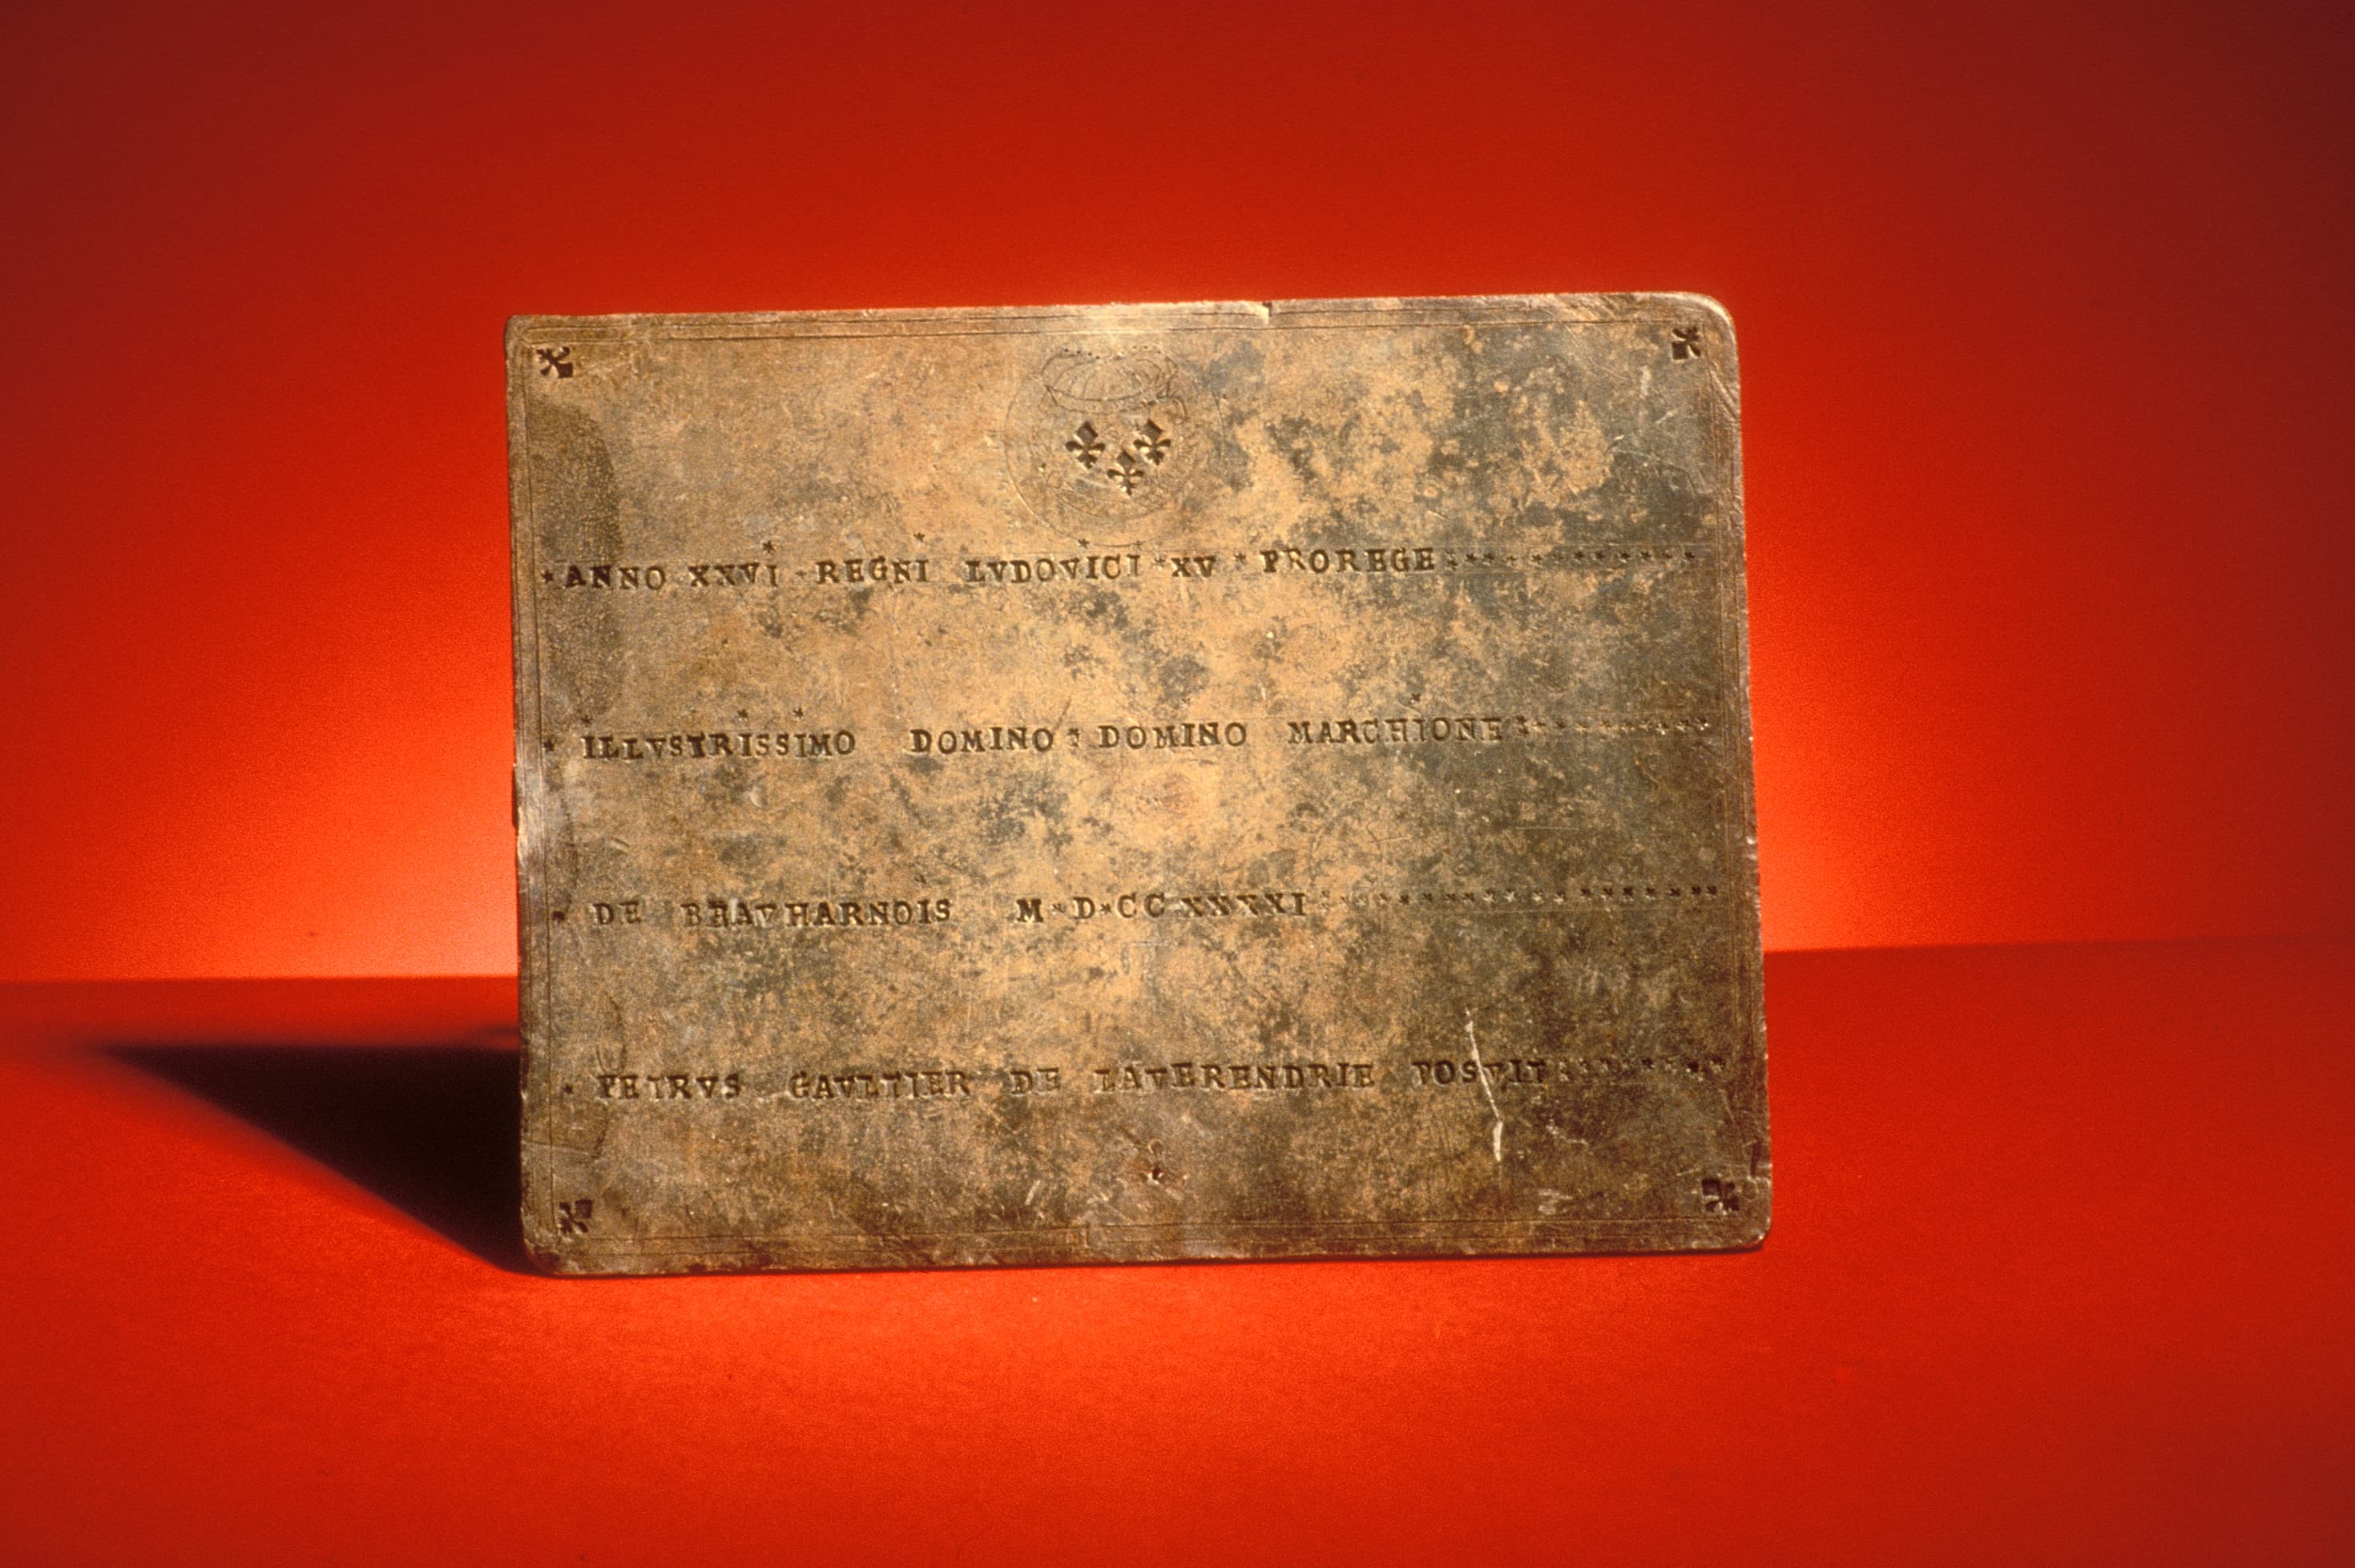 *ANNO XXVI * REGNI LVDOVICI * XV * PROREGE
* ILLVSTRISSIMO DOMINO * DOMINO MARCHIONE
* DE BEAVHARNOIS M * D * CC XXXXI
* PETRVS GAVLTIER DE LAVERENDRIE POSVIT